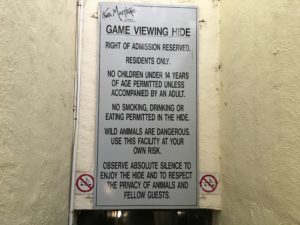 GAME VIEWING HIDE
RIGHT OF ADMISSION RESERVED.
RESIDENTS ONLY.
NO CHILDREN UNDER 14 YEARS
OF AGE PERMITTED UNLESS
ACCOMPANIED BY AN ADULT.
NO SMOKING, DRINKING OR
EATING PERMITTED IN THE HIDE.
WILD ANIMALS ARE DANGEROUS.
USE THIS FACILITY AT YOUR
OWN RISK.
OBSERVE ABSOLUTE SILENCE TO
ENJOY THE HIDE AND TO RESPECT
THE PRIVACY OF ANIMALS AND
FELLOW GUESTS.